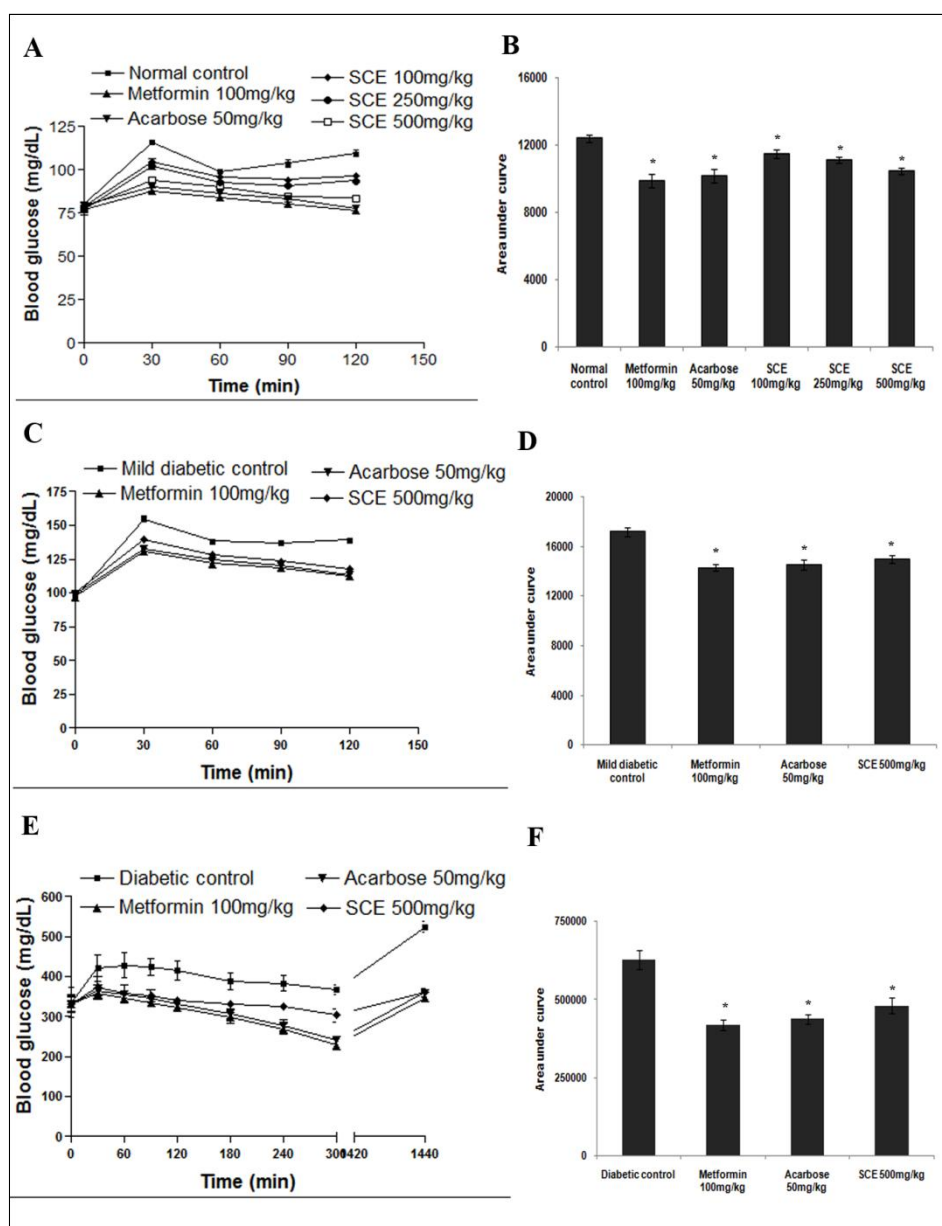 A
Normal control
Metformin 100mg/kg
Acarbose 50mg/kg
SCE 100mg/kg
SCE 250mg/kg
SCE 500mg/kg
Blood glucose (mg/dL)
125
100
75
50
25
0
0 30 60 90 120 150
Time (min)
B
Area under curve
16000
12000
8000
4000
0
* * * * *
Normal control
Metformin 100mg/kg
Acarbose 50mg/kg
SCE 100mg/kg
SCE 250mg/kg
SCE 500mg/kg
C
Mild diabetic control
Metformin 100mg/kg
Acarbose 50mg/kg
SCE 500mg/kg
Blood glucose (mg/dL)
175
150
125
100
75
50
25
0
0 30 60 90 120 150
Time (min)
D
Area under curve
20000
16000
12000
8000
4000
0
* * *
Mild diabetic control
Metformin 100mg/kg
Acarbose 50mg/kg
SCE 500mg/kg
E
Diabetic control
Metformin 100mg/kg
Acarbose 50mg/kg
SCE 500mg/kg
Blood glucose (mg/dL)
600
500
400
300
200
100
0
0 60 120 180 240 300 1420 1440
Time (min)
F
Area under curve
750000
500000
250000
0
* * *
Diabetic control
Metformin 100mg/kg
Acarbose 50mg/kg
SCE 500mg/kg